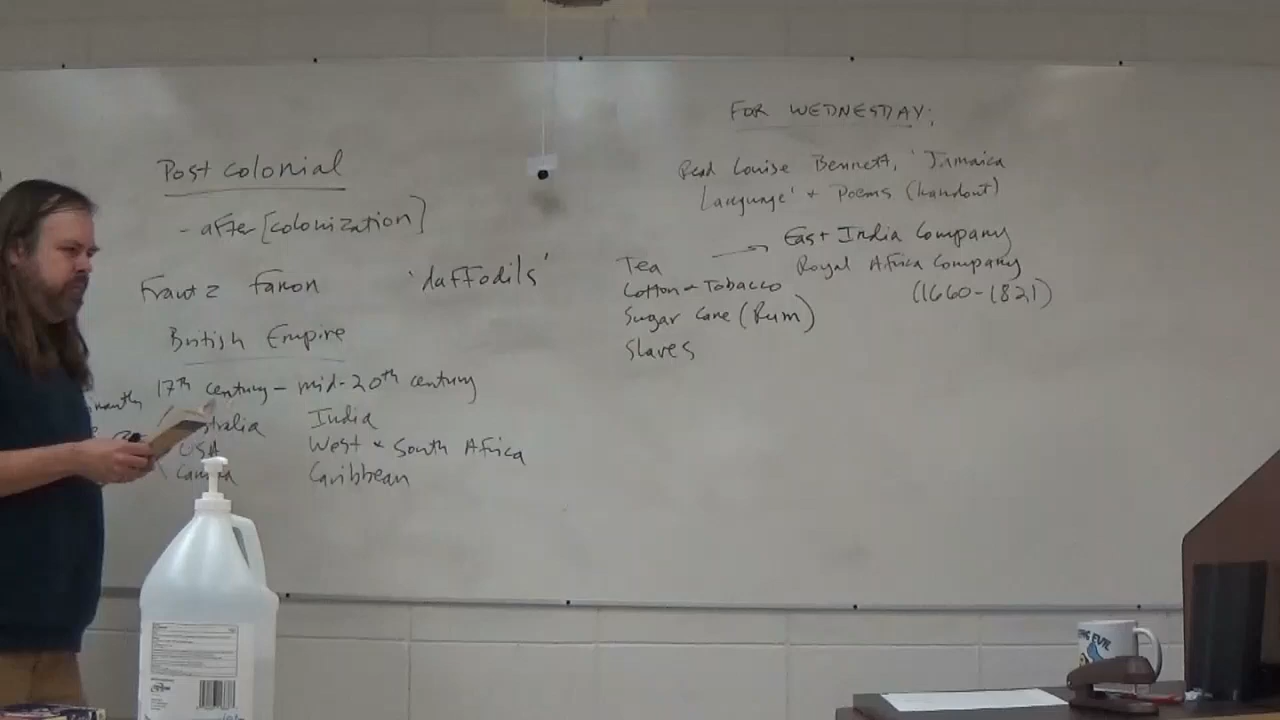 Postcolonial
- after [colonization]
Frantz Fanon 'daffodils'
British Empire
17th century - mid-20th century
India
USA West & South Africa
Caribbean
FOR WEDNESDAY:
Read Louise Bennett, 'Jamaica
Language' + Poems (handout)
Tea → East India Company
Cotton & Tobacco Royal Africa Company
Sugar Cane (Rum) (1660-1821)
Slaves